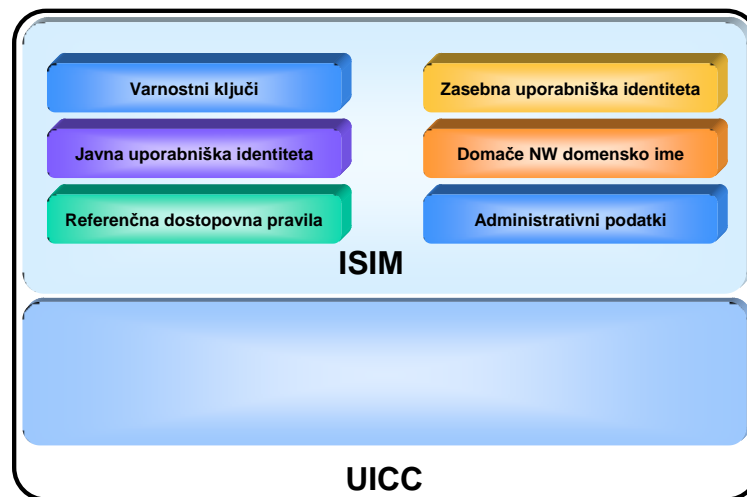 Varnostni ključi
Zasebna uporabniška identiteta
Javna uporabniška identiteta
Domače NW domensko ime
Referenčna dostopovna pravila
Administrativni podatki
ISIM
UICC